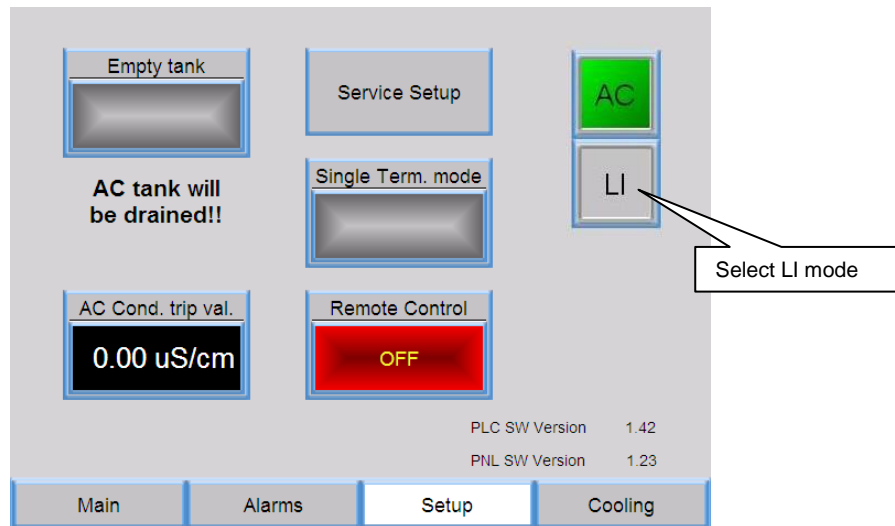 Empty tank
Service Setup
AC
AC tank will
be drained!!
Single Term. mode
LI
Select LI mode
AC Cond. trip val.
0.00 uS/cm
Remote Control
OFF
PLC SW Version 1.42
PNL SW Version 1.23
Main Alarms Setup Cooling